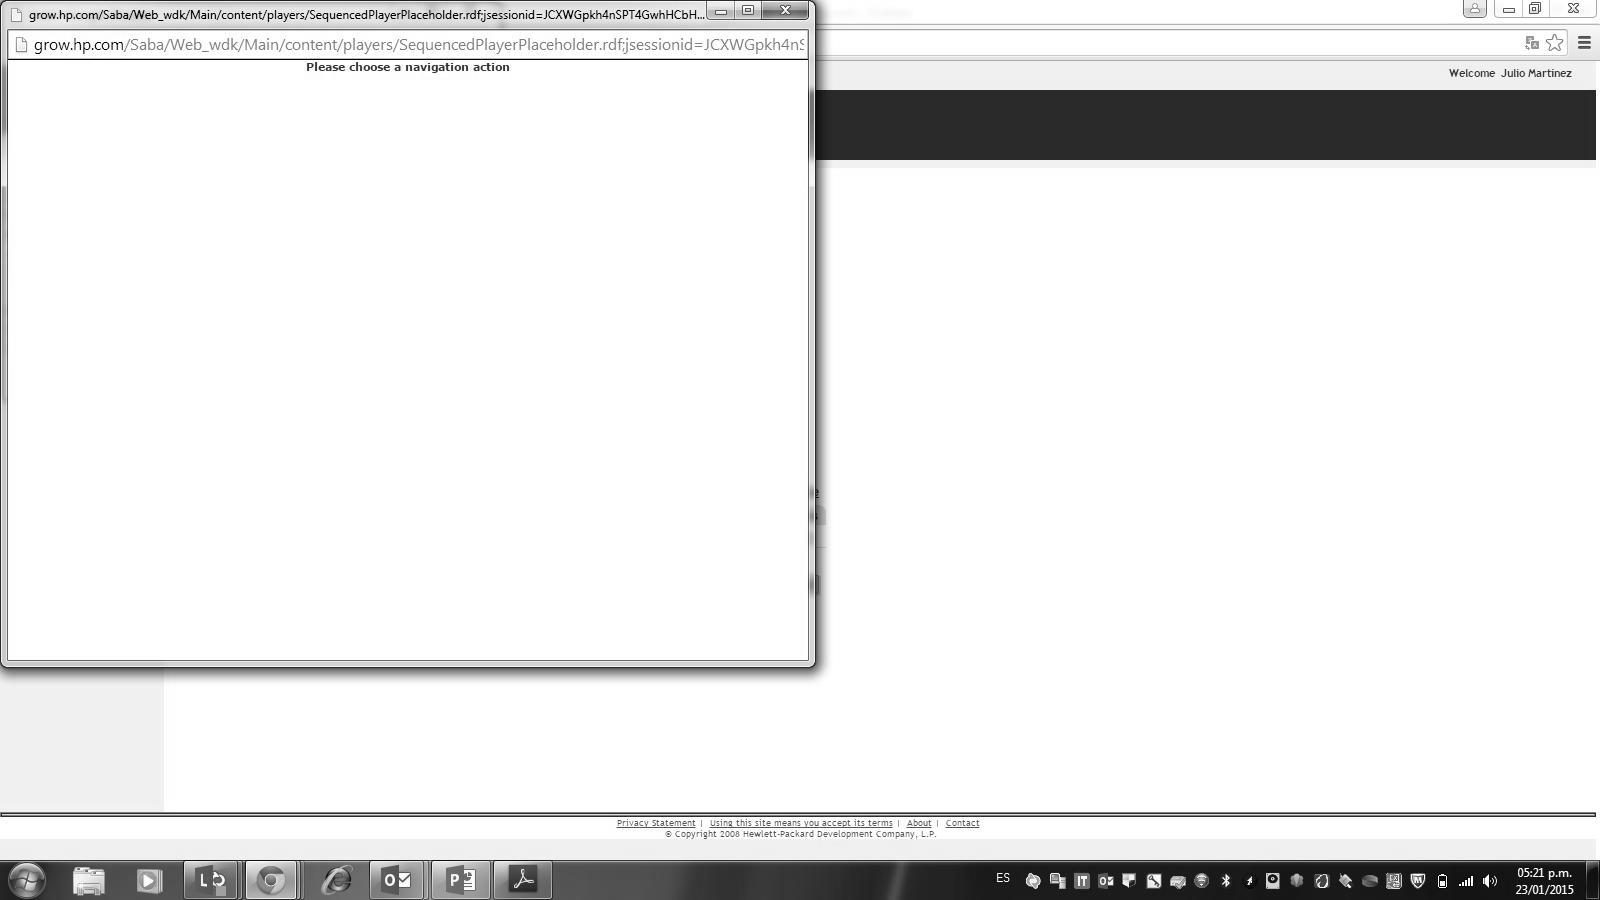 grow.hp.com/Saba/Web_wdk/Main/content/players/SequencedPlayerPlaceholder.rdf;jsessionid=JCXWGpkh4nSPT4GwhHCbH...
grow.hp.com/Saba/Web_wdk/Main/content/players/SequencedPlayerPlaceholder.rdf;jsessionid=JCXWGpkh4nS
Please choose a navigation action
Welcome Julio Martinez
Privacy Statement | Using this site means you accept its terms | About | Contact
© Copyright 2008 Hewlett-Packard Development Company, L.P.
ES
05:21 p.m.
23/01/2015